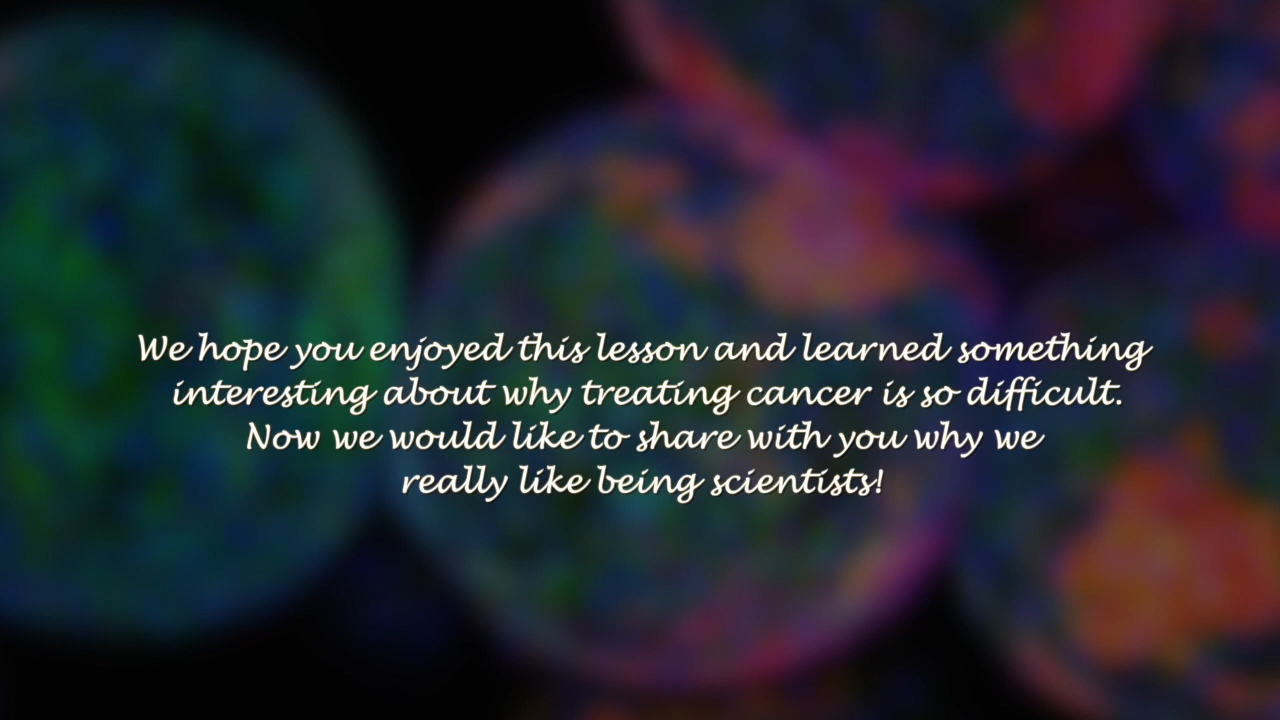 We hope you enjoyed this lesson and learned something
interesting about why treating cancer is so difficult.
Now we would like to share with you why we
really like being scientists!